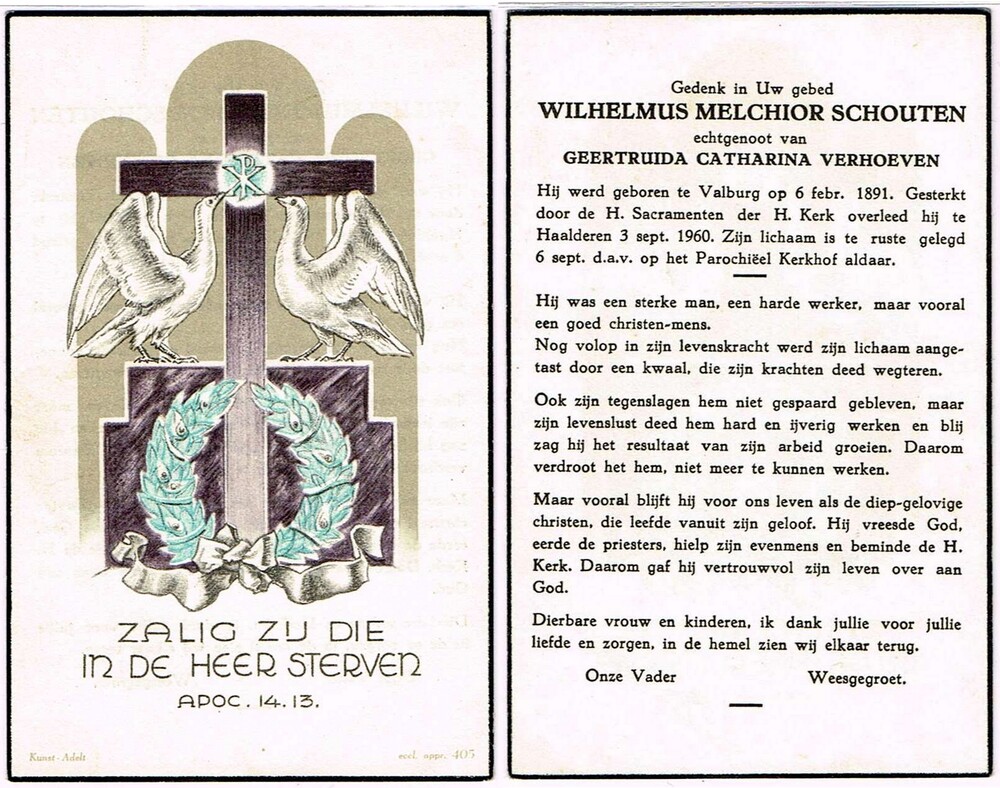 ZALIG ZIJ DIE
IN DE HEER STERVEN
APOC. 14.13.
Kunst-Adelt
eccl. appr. 405
Gedenk in Uw gebed
WILHELMUS MELCHIOR SCHOUTEN
echtgenoot van
GEERTRUIDA CATHARINA VERHOEVEN
Hij werd geboren te Valburg op 6 febr. 1891. Gesterkt
door de H. Sacramenten der H. Kerk overleed hij te
Haalderen 3 sept. 1960. Zijn lichaam is te ruste gelegd
6 sept. d.a.v. op het Parochiëel Kerkhof aldaar.
Hij was een sterke man, een harde werker, maar vooral
een goed christen-mens.
Nog volop in zijn levenskracht werd zijn lichaam aange-
tast door een kwaal, die zijn krachten deed wegteren.
Ook zijn tegenslagen hem niet gespaard gebleven, maar
zijn levenslust deed hem hard en ijverig werken en blij
zag hij het resultaat van zijn arbeid groeien. Daarom
verdroot het hem, niet meer te kunnen werken.
Maar vooral blijft hij voor ons leven als de diep-gelovige
christen, die leefde vanuit zijn geloof. Hij vreesde God,
eerde de priesters, hielp zijn evenmens en beminde de H.
Kerk. Daarom gaf hij vertrouwvol zijn leven over aan
God.
Dierbare vrouw en kinderen, ik dank jullie voor jullie
liefde en zorgen, in de hemel zien wij elkaar terug.
Onze Vader Weesgegroet.